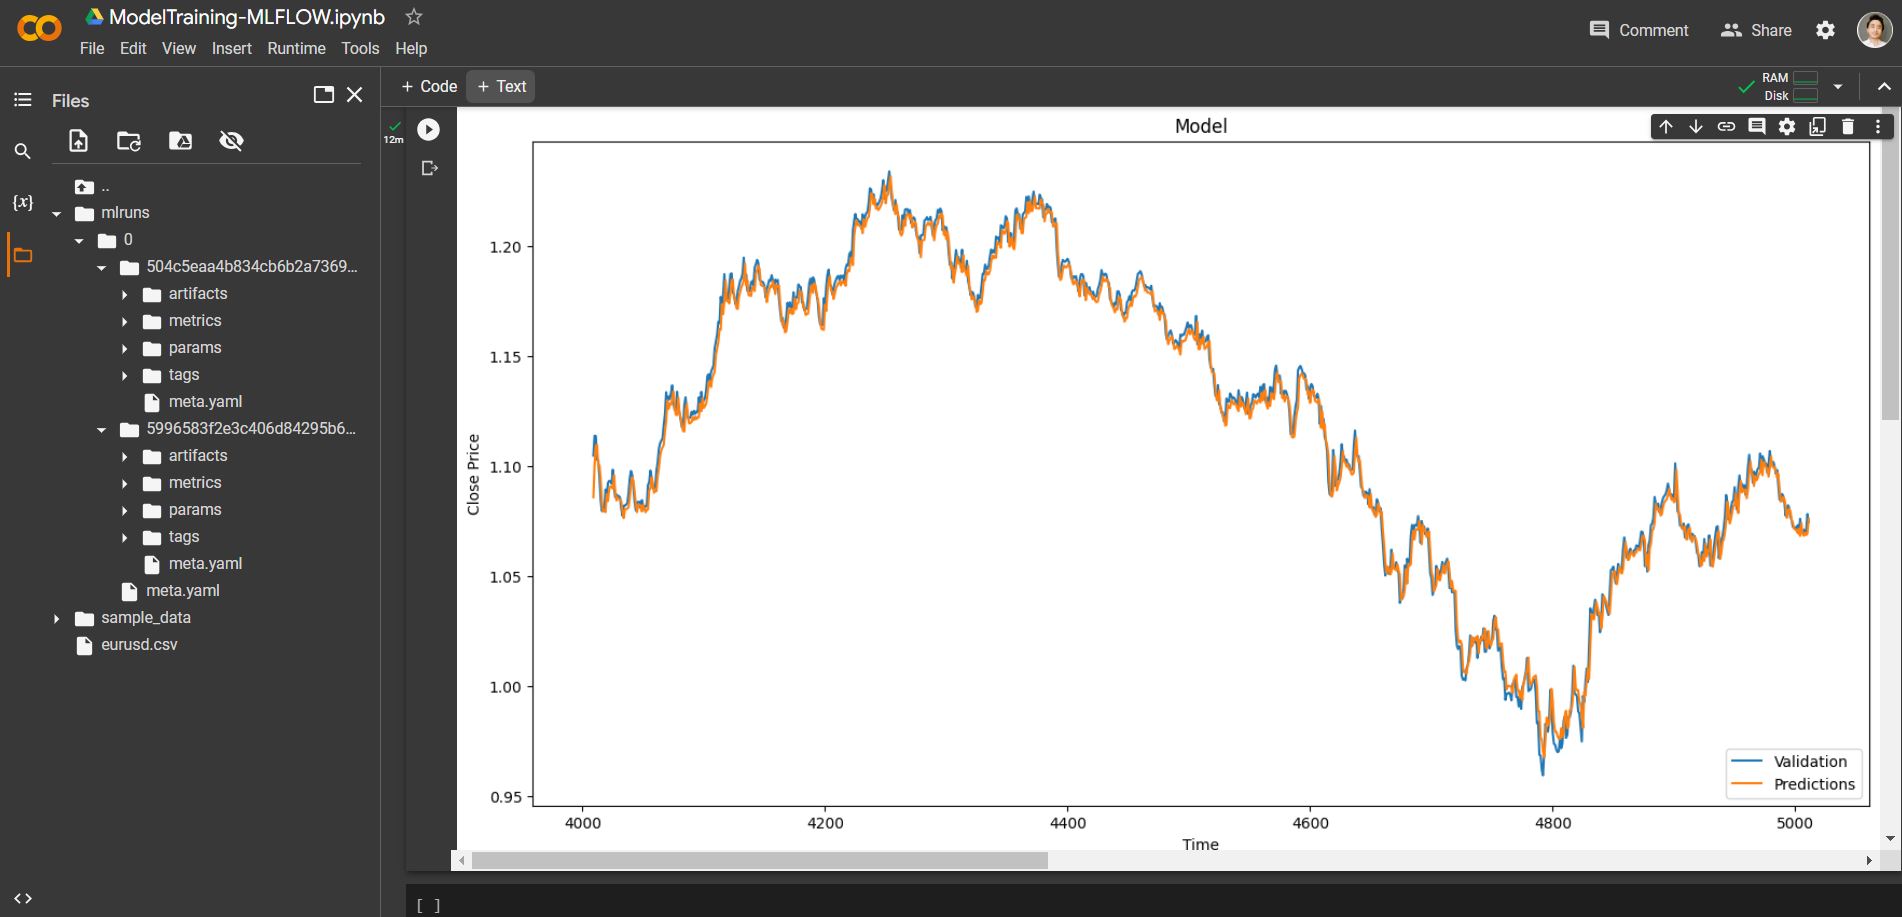 ModelTraining-MLFLOW.ipynb
File Edit View Insert Runtime Tools Help
Comment Share
Files
+ Code + Text
RAM
Disk
..
mlruns
0
504c5eaa4b834cb6b2a7369...
artifacts
metrics
params
tags
meta.yaml
5996583f2e3c406d84295b6...
artifacts
metrics
params
tags
meta.yaml
meta.yaml
sample_data
eurusd.csv
{x}
<>
12m
Model
Close Price
1.20
1.15
1.10
1.05
1.00
0.95
Validation
Predictions
4000 4200 4400 4600 4800 5000
Time
[ ]